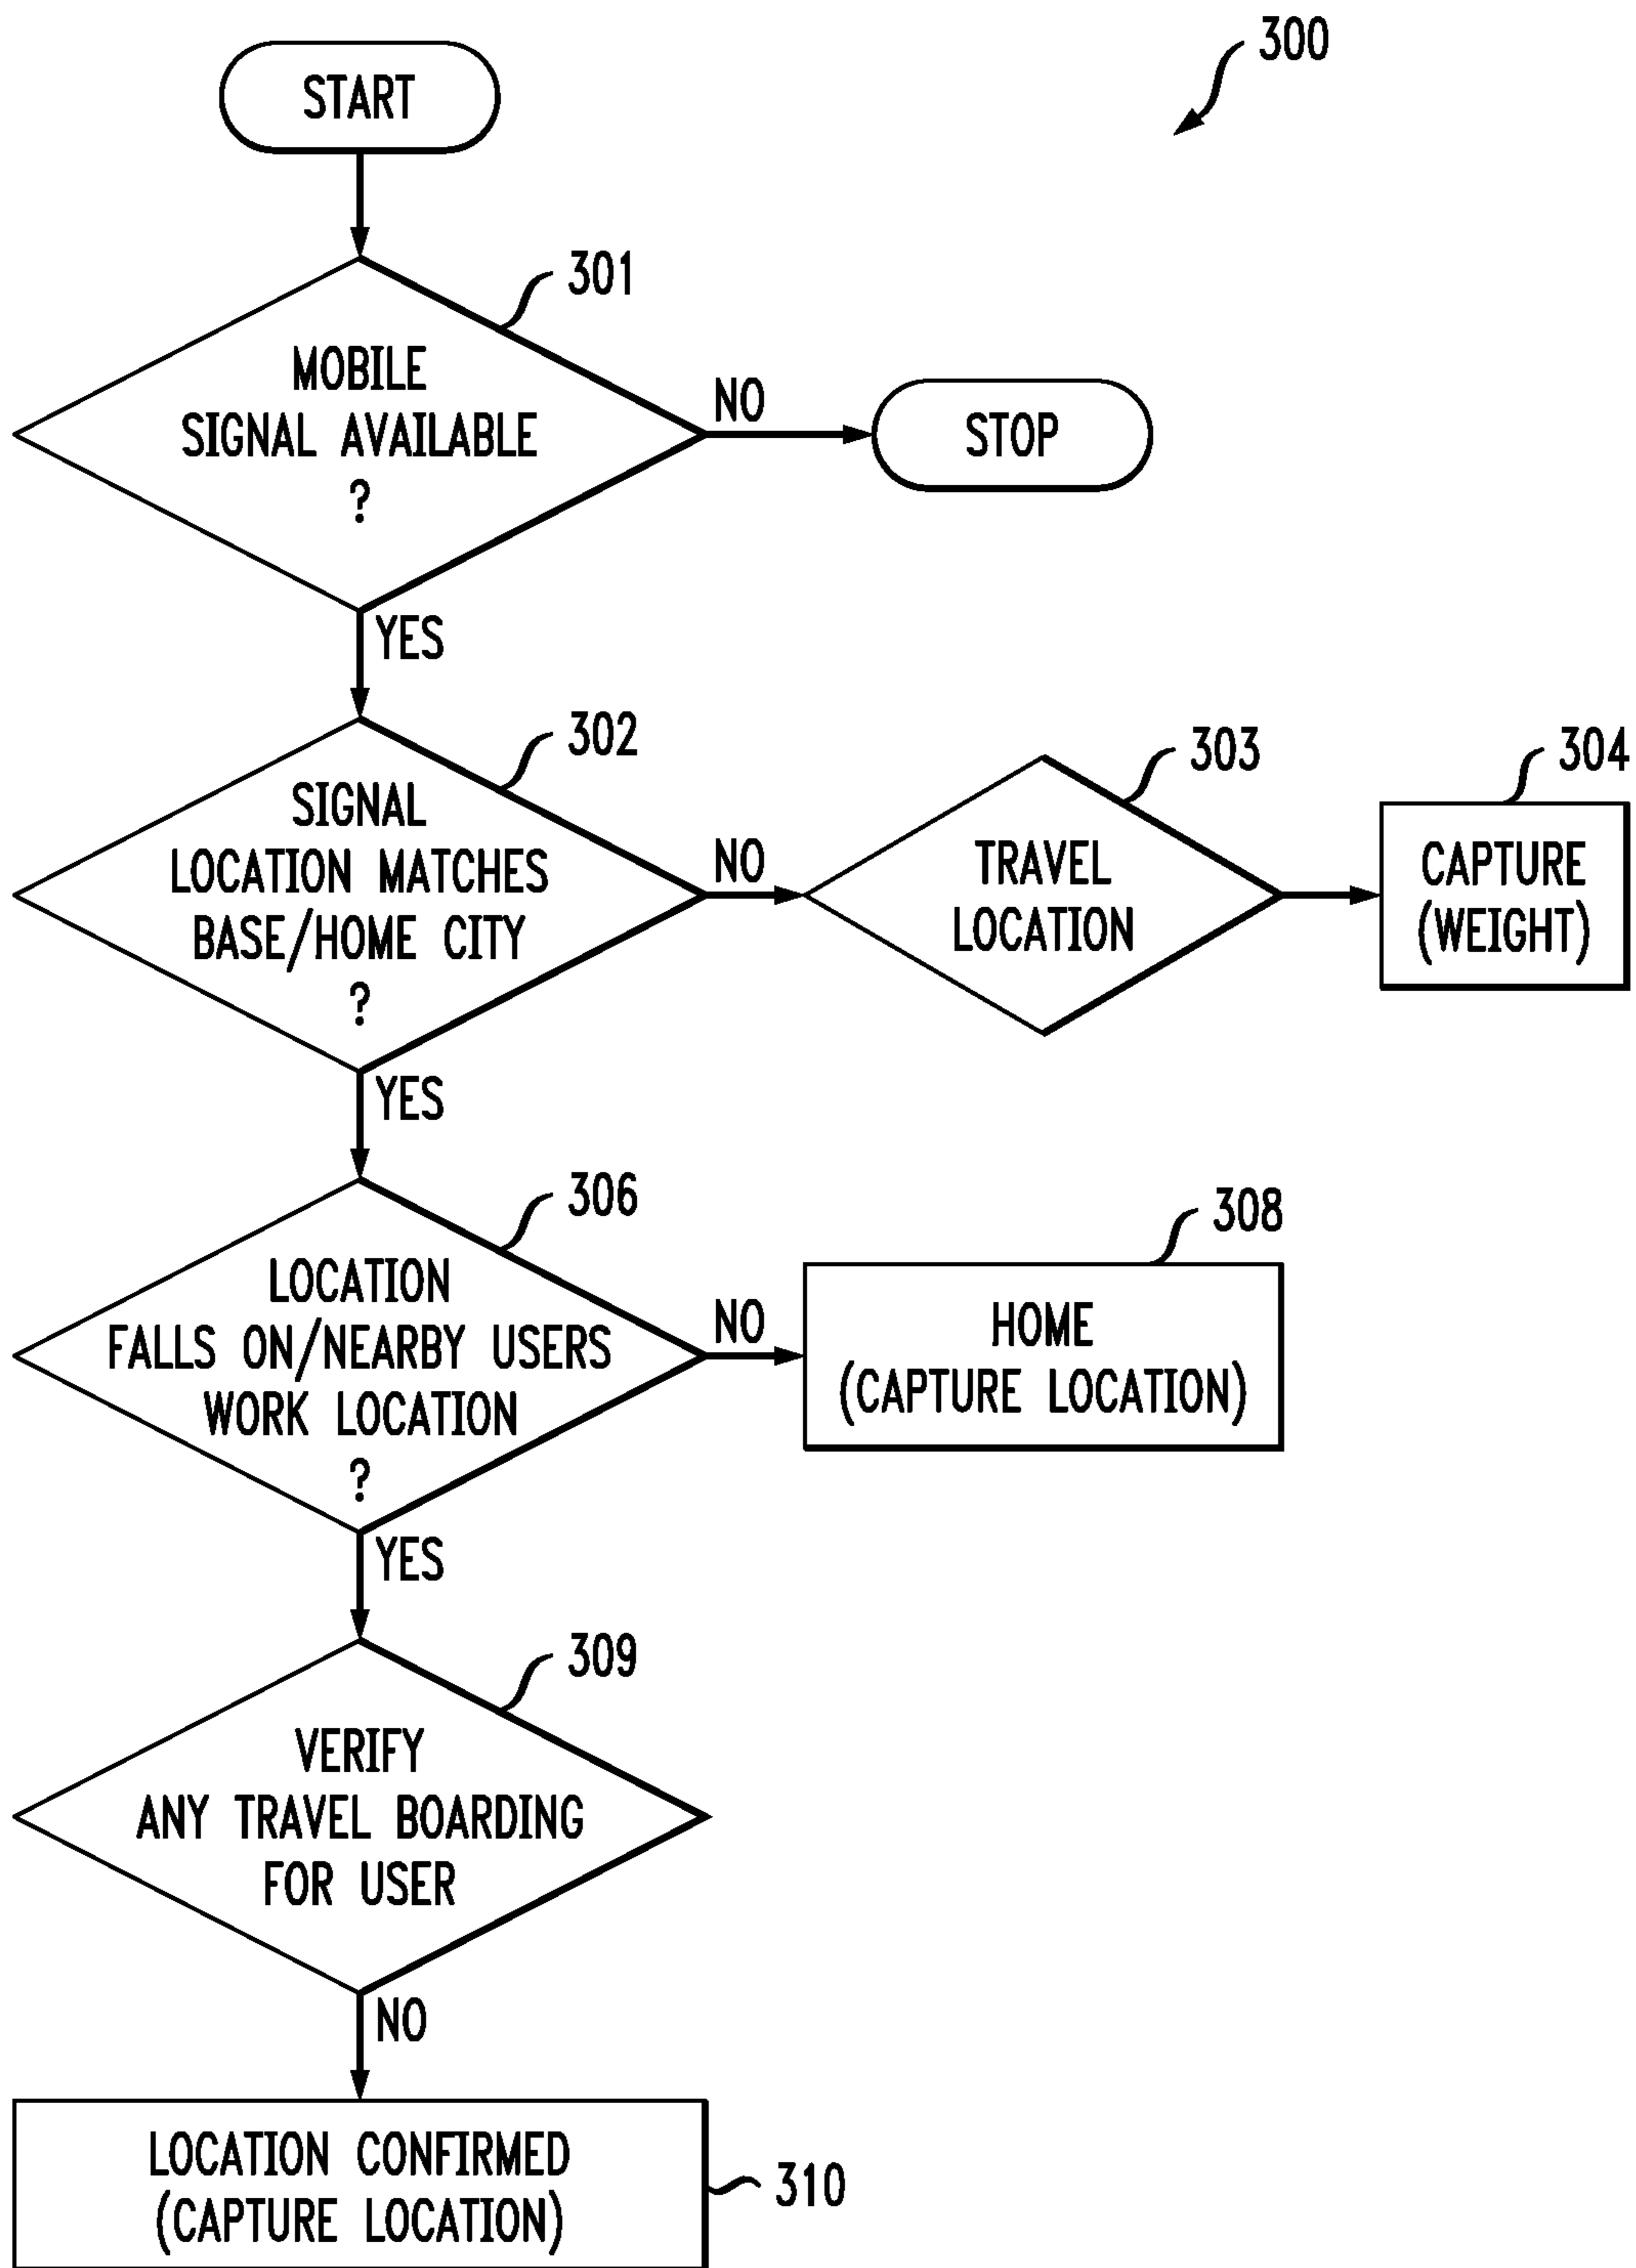 300
START
301
MOBILE
SIGNAL AVAILABLE
?
NO
STOP
YES
302
SIGNAL
LOCATION MATCHES
BASE/HOME CITY
?
NO
303
TRAVEL
LOCATION
304
CAPTURE
(WEIGHT)
YES
306
LOCATION
FALLS ON/NEARBY USERS
WORK LOCATION
?
NO
308
HOME
(CAPTURE LOCATION)
YES
309
VERIFY
ANY TRAVEL BOARDING
FOR USER
NO
LOCATION CONFIRMED
(CAPTURE LOCATION)
310